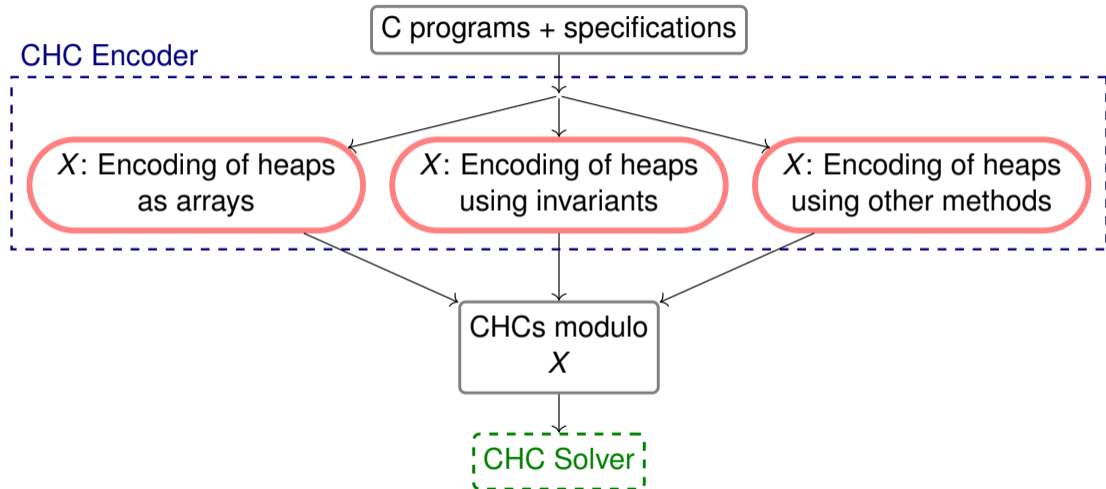 C programs + specifications
CHC Encoder
X: Encoding of heaps
as arrays
X: Encoding of heaps
using invariants
X: Encoding of heaps
using other methods
CHCs modulo
X
CHC Solver